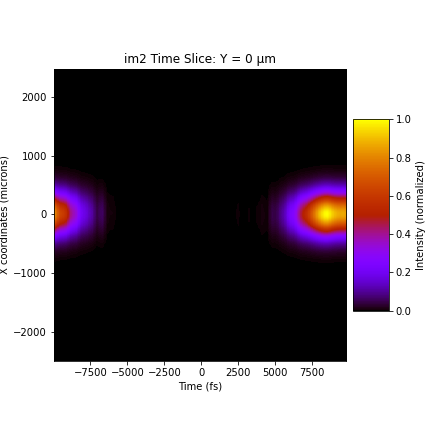 im2 Time Slice: Y = 0 μm
X coordinates (microns)
2000
1000
0
−1000
−2000
−7500 −5000 −2500 0 2500 5000 7500
Time (fs)
1.0
0.8
0.6
0.4
0.2
0.0
Intensity (normalized)